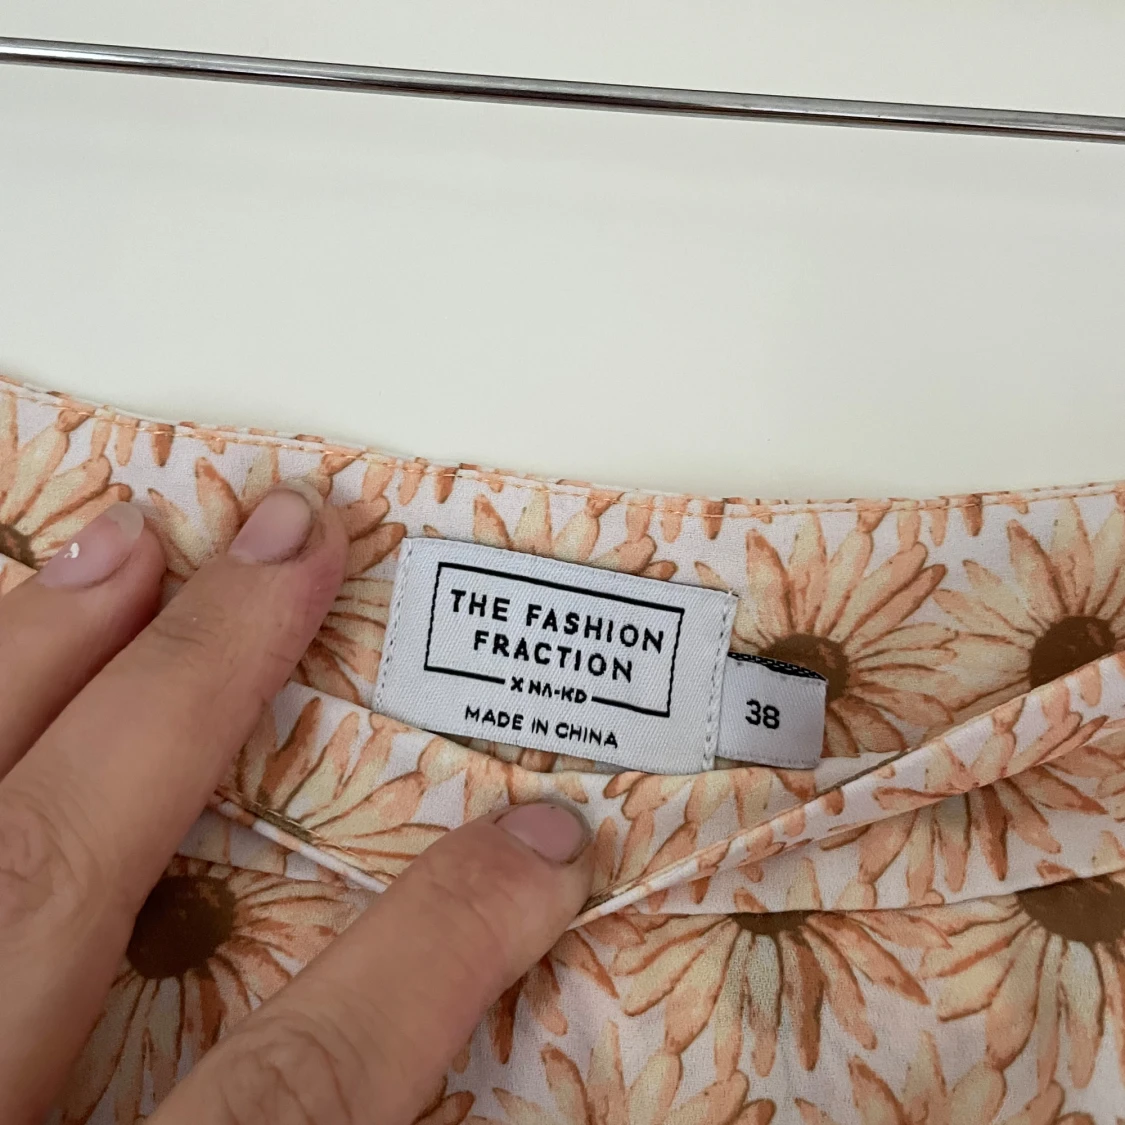 THE FASHION
FRACTION
X NA-KD
MADE IN CHINA
38